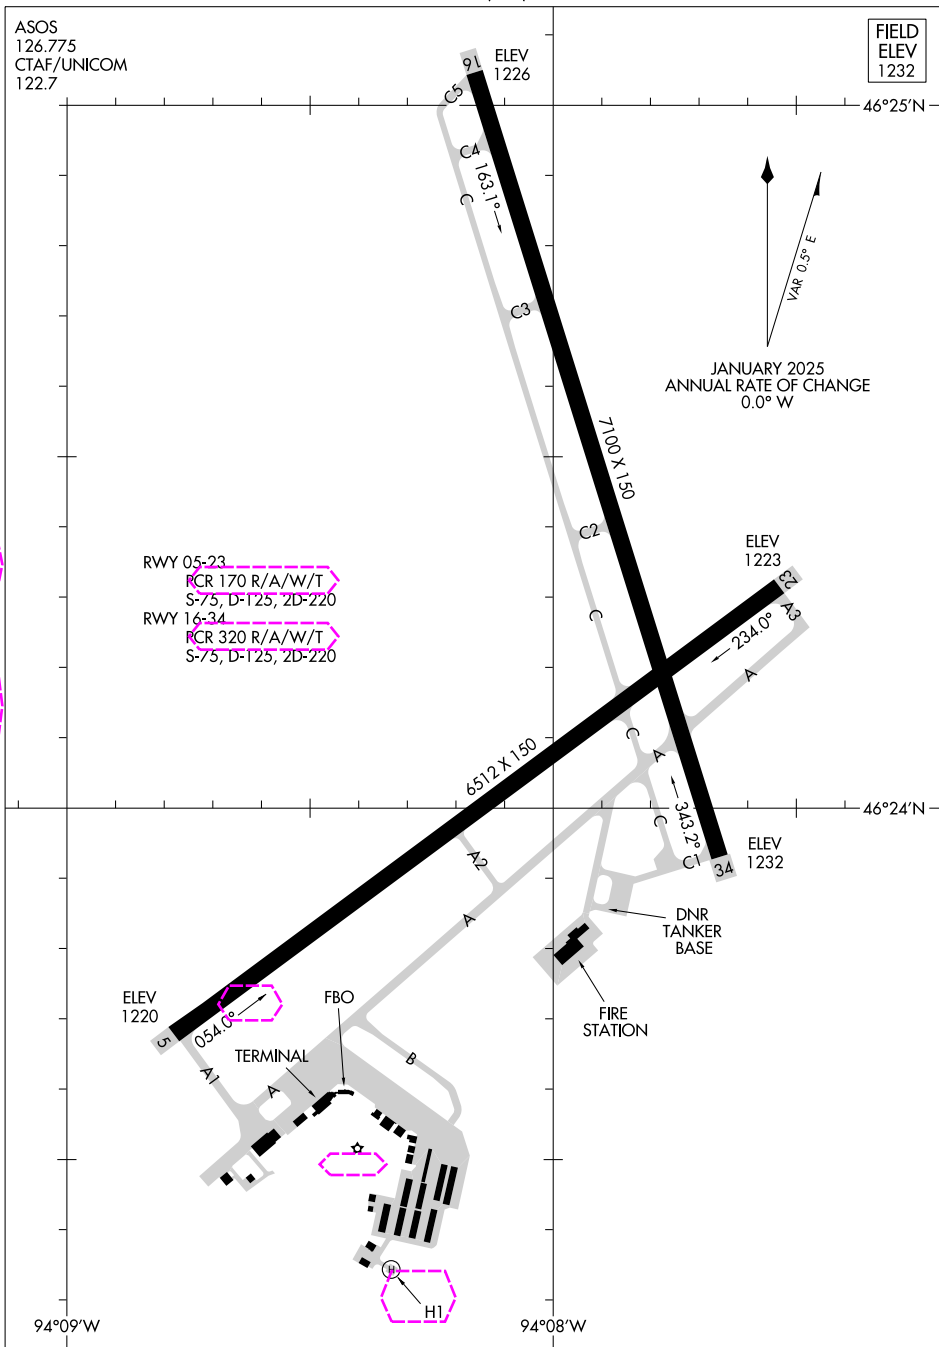 ASOS
126.775
CTAF/UNICOM
122.7
FIELD
ELEV
1232
16
ELEV
1226
C5
46°25'N
C4
163.1°
C
VAR 0.5° E
C3
JANUARY 2025
ANNUAL RATE OF CHANGE
0.0° W
7100 X 150
C2
ELEV
1223
RWY 05-23
PCR 170 R/A/W/T
S-75, D-125, 2D-220
RWY 16-34
PCR 320 R/A/W/T
S-75, D-125, 2D-220
23
A3
C
234.0°
A
C
A
6512 X 150
46°24'N
343.2°
C
A2
C1
ELEV
1232
34
A
DNR
TANKER
BASE
FIRE
STATION
ELEV
1220
FBO
054.0°
5
TERMINAL
B
A1
A
H
H1
94°09'W
94°08'W